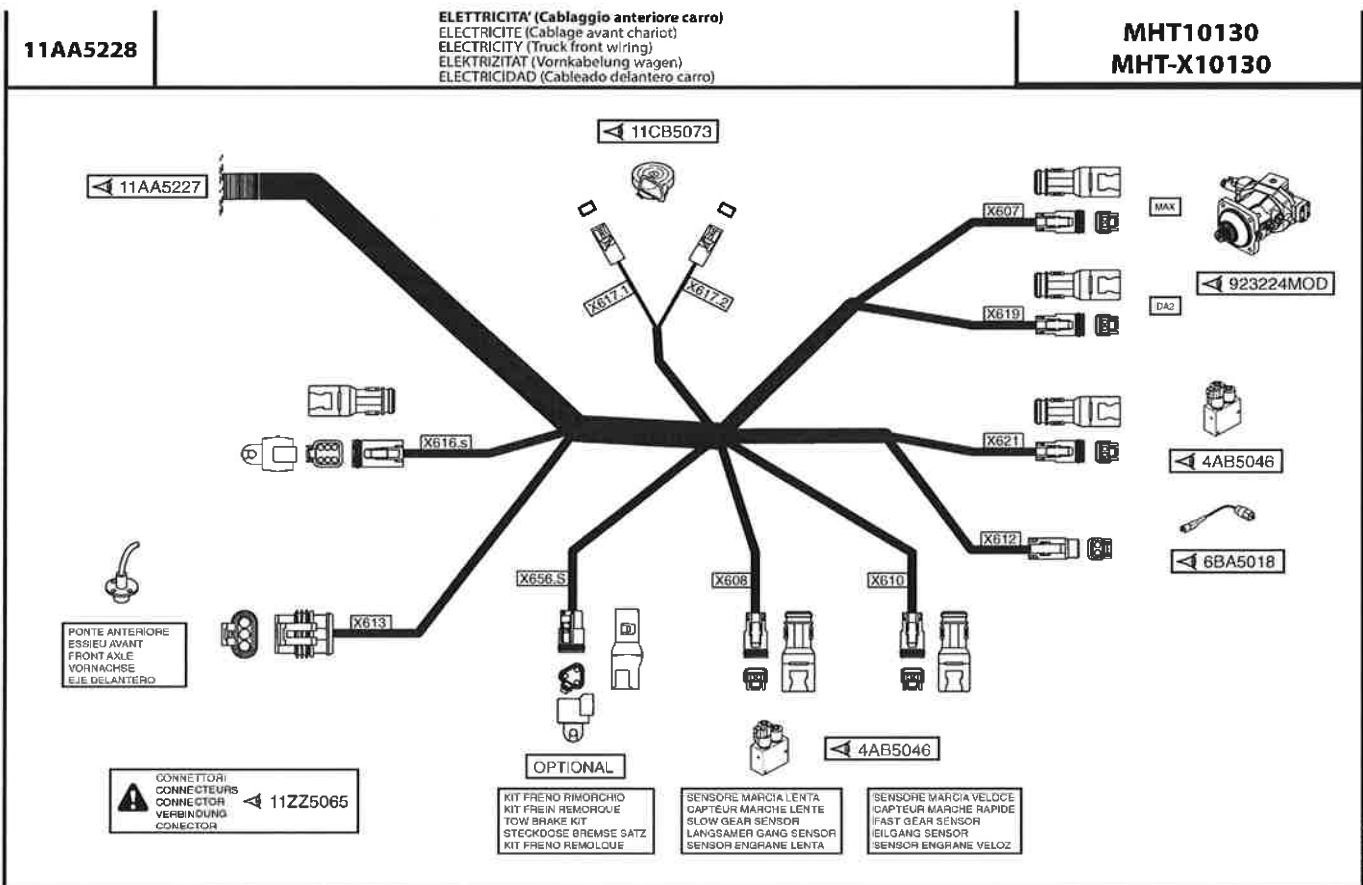 11AA5228
ELETTRICITA' (Cablaggio anteriore carro)
ELECTRICITE (Cablage avant chariot)
ELECTRICITY (Truck front wiring)
ELEKTRIZITAT (Vornkabelung wagen)
ELECTRICIDAD (Cableado delantero carro)
MHT10130
MHT-X10130
11CB5073
11AA5227
X607
MAX
X617.1
X617.2
923224MOD
X619
DA2
X616.s
X621
4AB5046
X612
6BA5018
X656.S
X608
X610
X613
PONTE ANTERIORE
ESSIEU AVANT
FRONT AXLE
VORNACHSE
EJE DELANTERO
4AB5046
OPTIONAL
CONNETTORI
CONNECTEURS
CONNECTOR
VERBINDUNG
CONECTOR
11ZZ5065
KIT FRENO RIMORCHIO
KIT FREIN REMORQUE
TOW BRAKE KIT
STECKDOSE BREMSE SATZ
KIT FRENO REMOLQUE
SENSORE MARCIA LENTA
CAPTEUR MARCHE LENTE
SLOW GEAR SENSOR
LANGSAMER GANG SENSOR
SENSOR ENGRANE LENTA
SENSORE MARCIA VELOCE
CAPTEUR MARCHE RAPIDE
FAST GEAR SENSOR
EILGANG SENSOR
SENSOR ENGRANE VELOZ